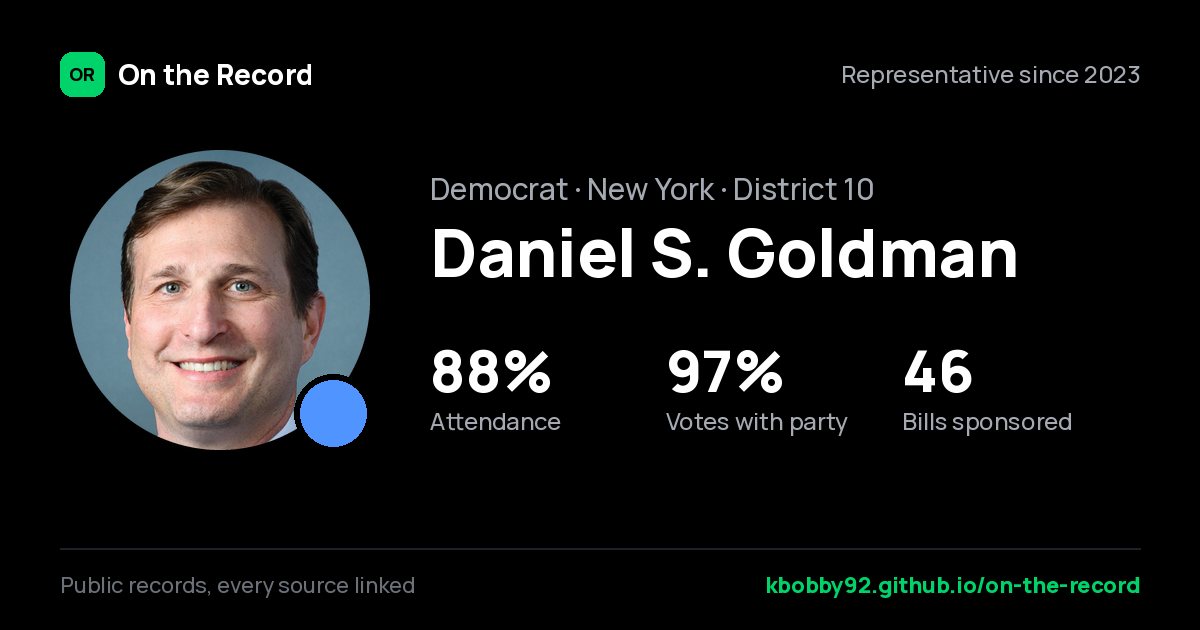 OR On the Record
Representative since 2023
Democrat · New York · District 10
Daniel S. Goldman
88% 97% 46
Attendance Votes with party Bills sponsored
Public records, every source linked
kbobby92.github.io/on-the-record